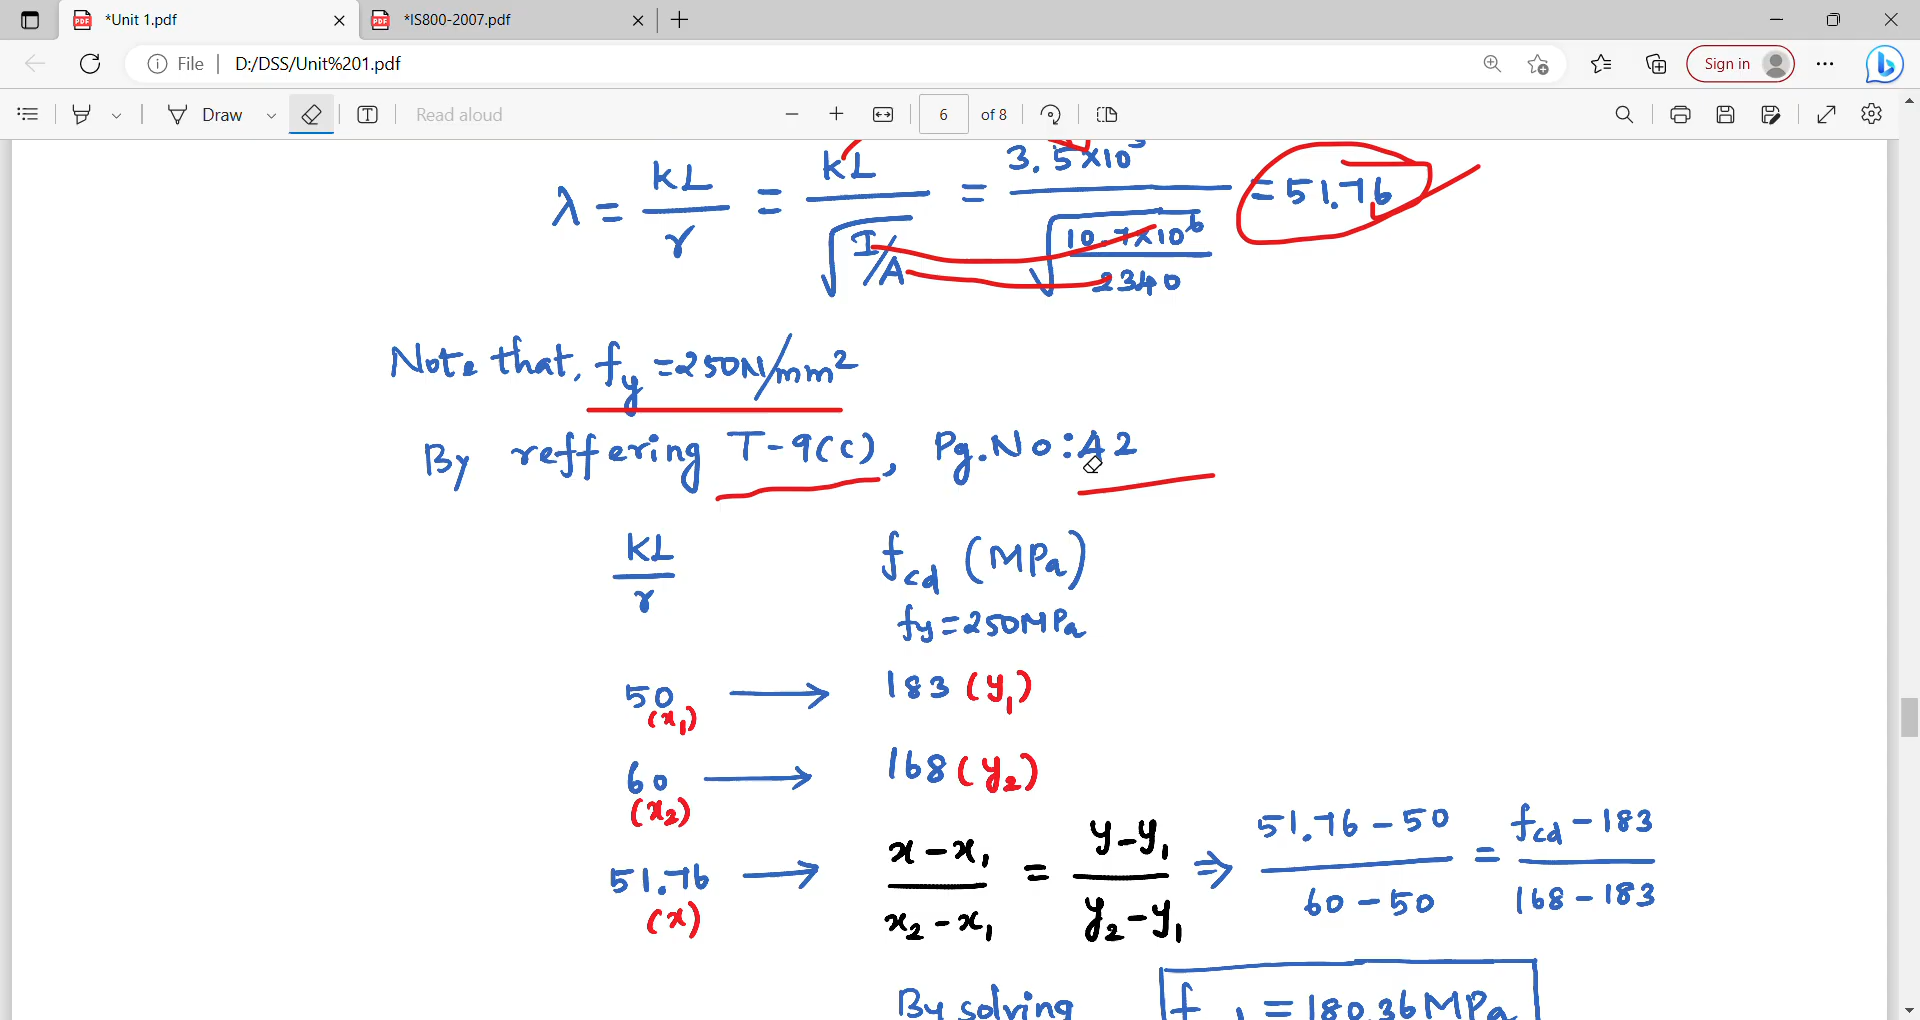 *Unit 1.pdf
*IS800-2007.pdf
File | D:/DSS/Unit%201.pdf
Sign in
Draw
Read aloud
6 of 8
λ = kL/r = kL/√(I/A) = 3.5×10³/√(10.7×10⁶/2340) = 51.76
Note that, fy = 250N/mm²
By reffering T-9(c), Pg.No:42
KL/r fcd (MPa)
fy = 250MPa
50 → 183 (y₁)
(x₁)
60 → 168 (y₂)
(x₂)
51.76 → (x-x₁)/(x₂-x₁) = (y-y₁)/(y₂-y₁) ⇒ (51.76-50)/(60-50) = (fcd-183)/(168-183)
(x)
By solving fcd = 180.36MPa